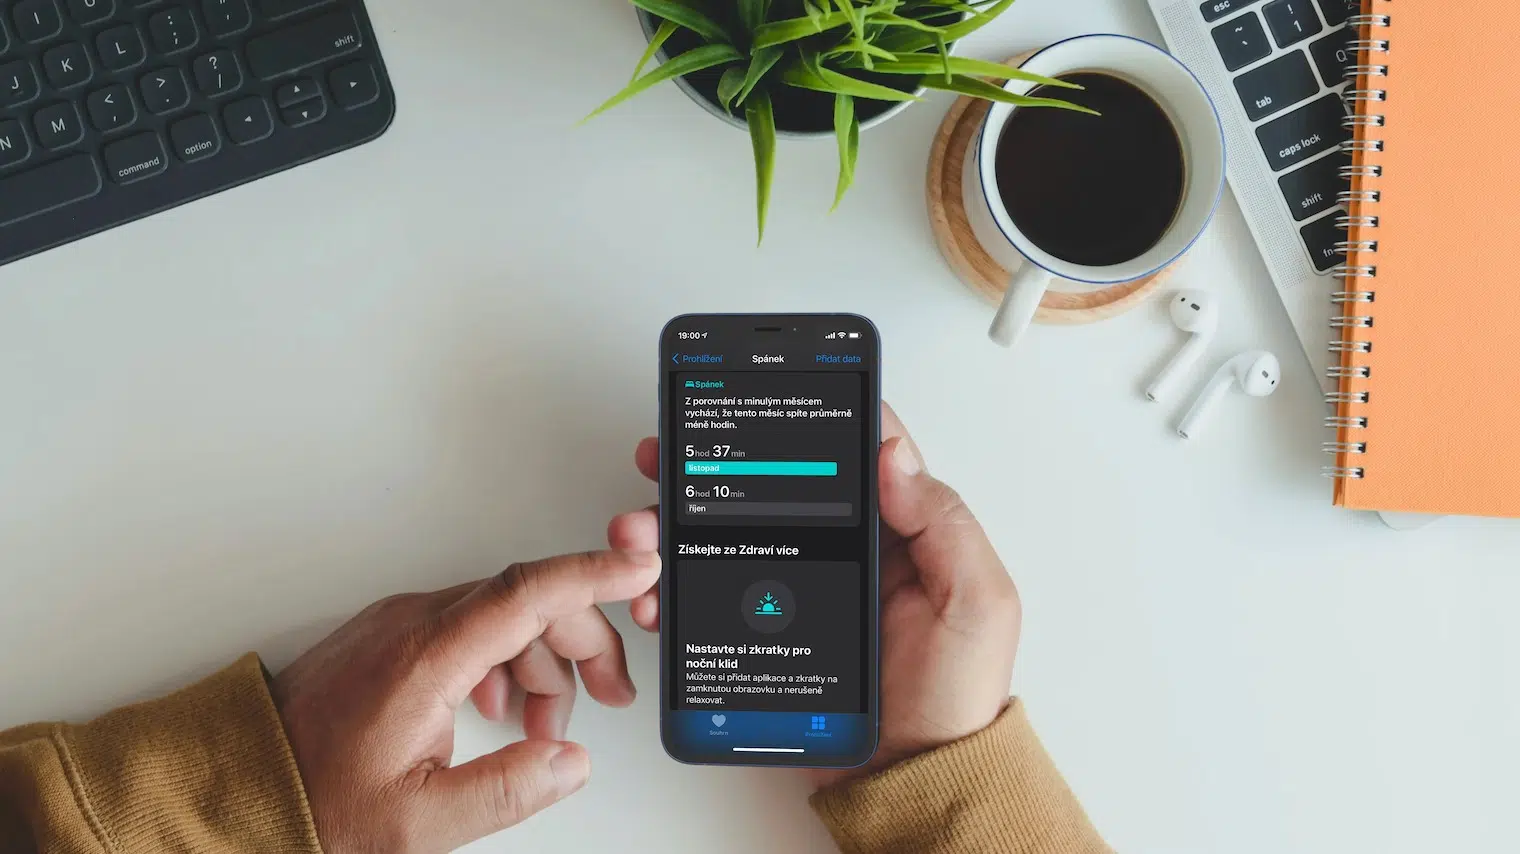 shift
L
:
;
J
K
>
.
?
/
N
M
<
,
command
option
esc
!
1
~
Q
tab
caps lock
shift
fn
19:00
Prohlížení
Spánek
Přidat data
Spánek
Z porovnání s minulým měsícem
vychází, že tento měsíc spíte průměrně
méně hodin.
5 hod 37 min
listopad
6 hod 10 min
říjen
Získejte ze Zdraví více
Nastavte si zkratky pro
noční klid
Můžete si přidat aplikace a zkratky na
zamknutou obrazovku a nerušeně
relaxovat.
Souhrn
Prohlížení